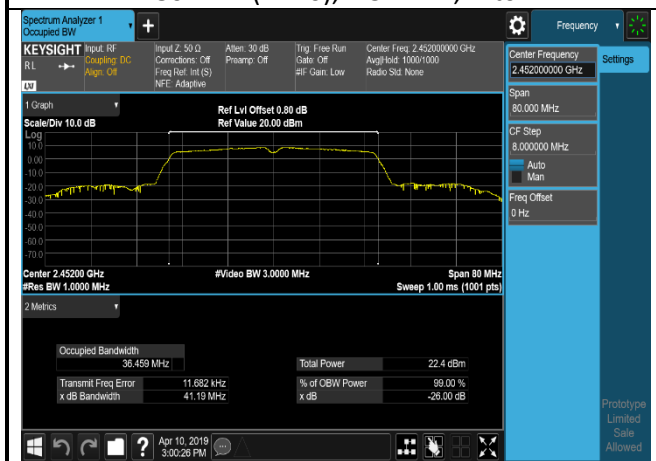 Spectrum Analyzer 1
Occupied BW
+
Frequency
KEYSIGHT
RL
LXI
Input: RF
Coupling: DC
Align: Off
Input Z: 50 Ω
Corrections: Off
Freq Ref: Int (S)
NFE: Adaptive
Atten: 30 dB
Preamp: Off
Trig: Free Run
Gate: Off
#IF Gain: Low
Center Freq: 2.452000000 GHz
Avg|Hold: 1000/1000
Radio Std: None
Center Frequency
2.452000000 GHz
Settings
Span
80.000 MHz
CF Step
8.000000 MHz
Auto
Man
Freq Offset
0 Hz
1 Graph
Scale/Div 10.0 dB
Ref Lvl Offset 0.80 dB
Ref Value 20.00 dBm
Log
10.0
0.00
-10.0
-20.0
-30.0
-40.0
-50.0
-60.0
-70.0
Center 2.45200 GHz
#Res BW 1.0000 MHz
#Video BW 3.0000 MHz
Span 80 MHz
Sweep 1.00 ms (1001 pts)
2 Metrics
Occupied Bandwidth
36.459 MHz
Total Power 22.4 dBm
Transmit Freq Error 11.682 kHz
% of OBW Power 99.00 %
x dB Bandwidth 41.19 MHz
x dB -26.00 dB
?
Apr 10, 2019
3:00:26 PM
Prototype
Limited
Sale
Allowed